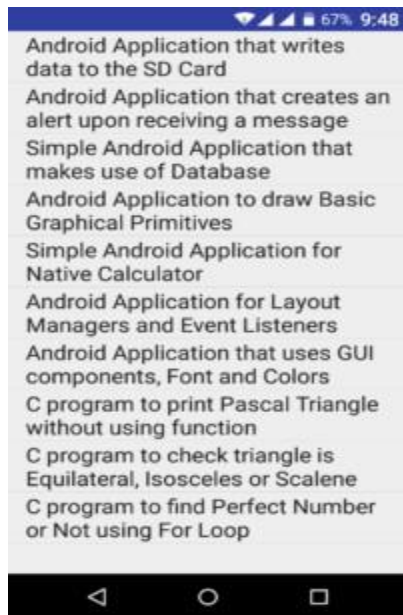 67% 9:48
Android Application that writes
data to the SD Card
Android Application that creates an
alert upon receiving a message
Simple Android Application that
makes use of Database
Android Application to draw Basic
Graphical Primitives
Simple Android Application for
Native Calculator
Android Application for Layout
Managers and Event Listeners
Android Application that uses GUI
components, Font and Colors
C program to print Pascal Triangle
without using function
C program to check triangle is
Equilateral, Isosceles or Scalene
C program to find Perfect Number
or Not using For Loop